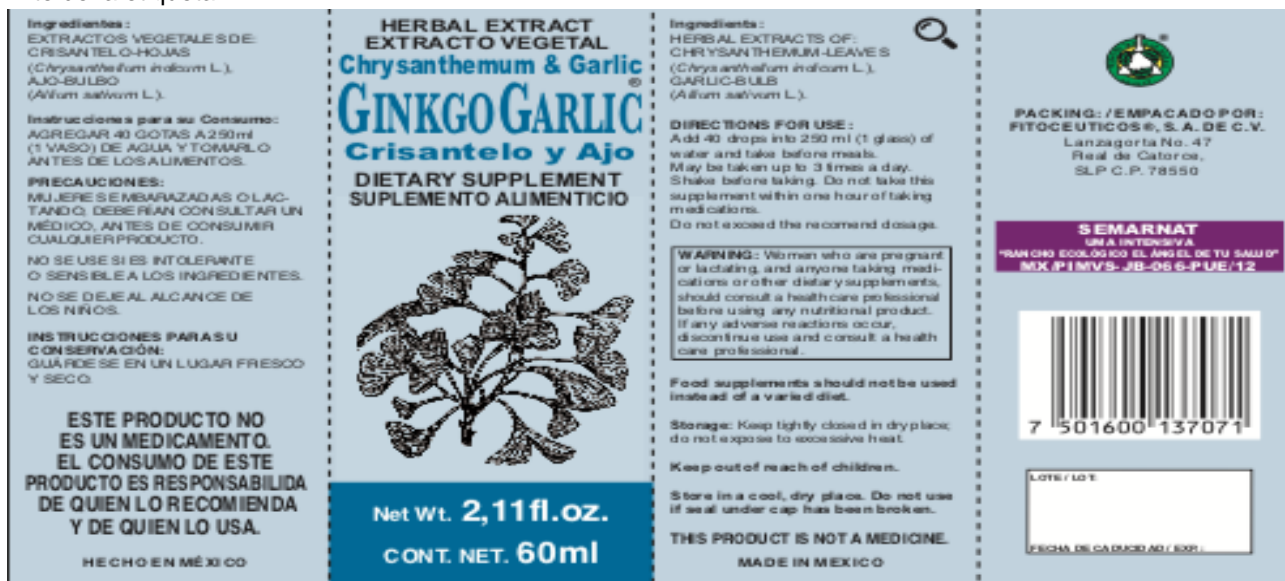 Ingredientes:
EXTRACTOS VEGETALES DE:
CRISANTELO-HOJAS
(Chrysanthellum indicum L.),
AJO-BULBO
(Allium sativum L.).
Instrucciones para su Consumo:
AGREGAR 40 GOTAS A 250ml
(1 VASO) DE AGUA Y TOMARLO
ANTES DE LOS ALIMENTOS.
PRECAUCIONES:
MUJERES EMBARAZADAS O LAC-
TANDO, DEBERÍAN CONSULTAR UN
MÉDICO, ANTES DE CONSUMIR
CUALQUIER PRODUCTO.
NO SE USE SI ES INTOLERANTE
O SENSIBLE A LOS INGREDIENTES.
NO SE DEJE AL ALCANCE DE
LOS NIÑOS.
INSTRUCCIONES PARA SU
CONSERVACIÓN:
GUÁRDESE EN UN LUGAR FRESCO
Y SECO.
ESTE PRODUCTO NO
ES UN MEDICAMENTO.
EL CONSUMO DE ESTE
PRODUCTO ES RESPONSABILIDA
DE QUIEN LO RECOMIENDA
Y DE QUIEN LO USA.
HECHO EN MÉXICO
HERBAL EXTRACT
EXTRACTO VEGETAL
Chrysanthemum & Garlic
GINKGO GARLIC®
Crisantelo y Ajo
DIETARY SUPPLEMENT
SUPLEMENTO ALIMENTICIO
Net Wt. 2,11fl.oz.
CONT. NET. 60ml
Ingredients:
HERBAL EXTRACTS OF:
CHRYSANTHEMUM-LEAVES
(Chrysanthellum indicum L.),
GARLIC-BULB
(Allium sativum L.).
DIRECTIONS FOR USE:
Add 40 drops into 250 ml (1 glass) of
water and take before meals.
May be taken up to 3 times a day.
Shake before taking. Do not take this
supplement within one hour of taking
medications.
Do not exceed the recomend dosage.
WARNING: Women who are pregnant
or lactating, and anyone taking medi-
cations or other dietary supplements,
should consult a health care professional
before using any nutritional product.
If any adverse reactions occur,
discontinue use and consult a health
care professional.
Food supplements should not be used
instead of a varied diet.
Storage: Keep tightly closed in dry place;
do not expose to excessive heat.
Keep out of reach of children.
Store in a cool, dry place. Do not use
if seal under cap has been broken.
THIS PRODUCT IS NOT A MEDICINE.
MADE IN MEXICO
PACKING: / EMPACADO POR:
FITOCEUTICOS®, S. A. DE C.V.
Lanzagorta No. 47
Real de Catorce,
SLP C.P. 78550
SEMARNAT
UMA INTENSIVA
"RANCHO ECOLÓGICO EL ÁNGEL DE TU SALUD"
MX/PIMVS-JB-066-PUE/12
7 501600 137071
LOTE / LOT:
FECHA DE CADUCIDAD / EXP.: